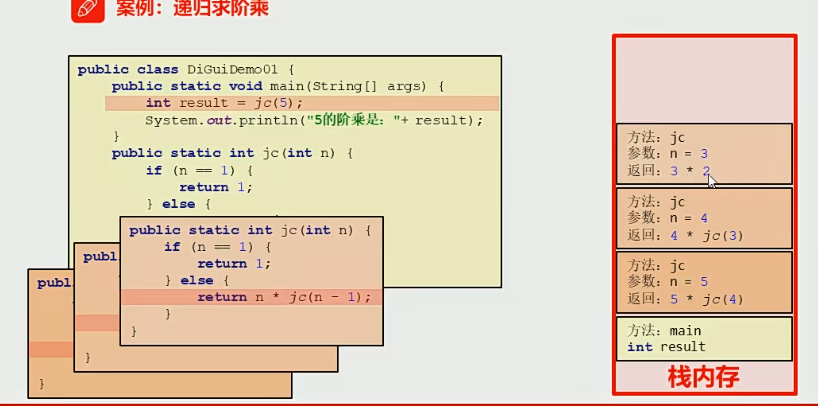 案例：递归求阶乘
public class DiGuiDemo01 {
public static void main(String[] args) {
int result = jc(5);
System.out.println("5的阶乘是："+ result);
}
public static int jc(int n) {
if (n == 1) {
return 1;
} else {
public static int jc(int n) {
if (n == 1) {
return 1;
} else {
return n * jc(n - 1);
}
}
publ
}
publ
}
方法：jc
参数：n = 3
返回：3 * 2
方法：jc
参数：n = 4
返回：4 * jc(3)
方法：jc
参数：n = 5
返回：5 * jc(4)
方法：main
int result
栈内存